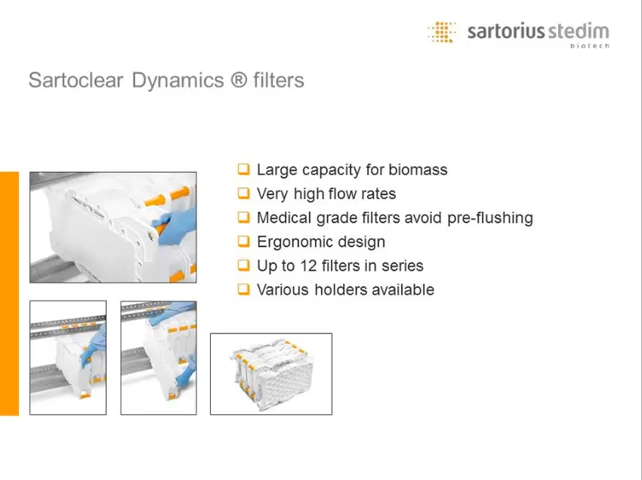 sartorius stedim
biotech
Sartoclear Dynamics ® filters
Large capacity for biomass
Very high flow rates
Medical grade filters avoid pre-flushing
Ergonomic design
Up to 12 filters in series
Various holders available